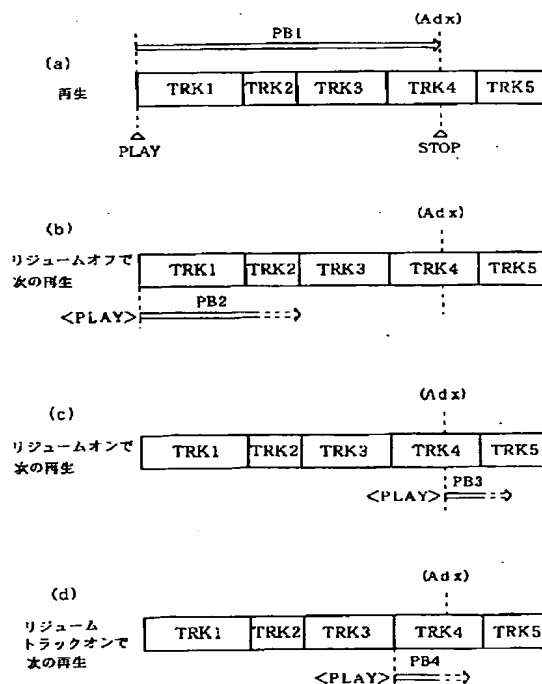 PB1
(Adx)
(a)
再生
TRK1 TRK2 TRK3 TRK4 TRK5
PLAY
STOP
(Adx)
(b)
リジュームオフで
次の再生
TRK1 TRK2 TRK3 TRK4 TRK5
<PLAY>
PB2
(Adx)
(c)
リジュームオンで
次の再生
TRK1 TRK2 TRK3 TRK4 TRK5
<PLAY>
PB3
(Adx)
(d)
リジューム
トラックオンで
次の再生
TRK1 TRK2 TRK3 TRK4 TRK5
<PLAY>
PB4